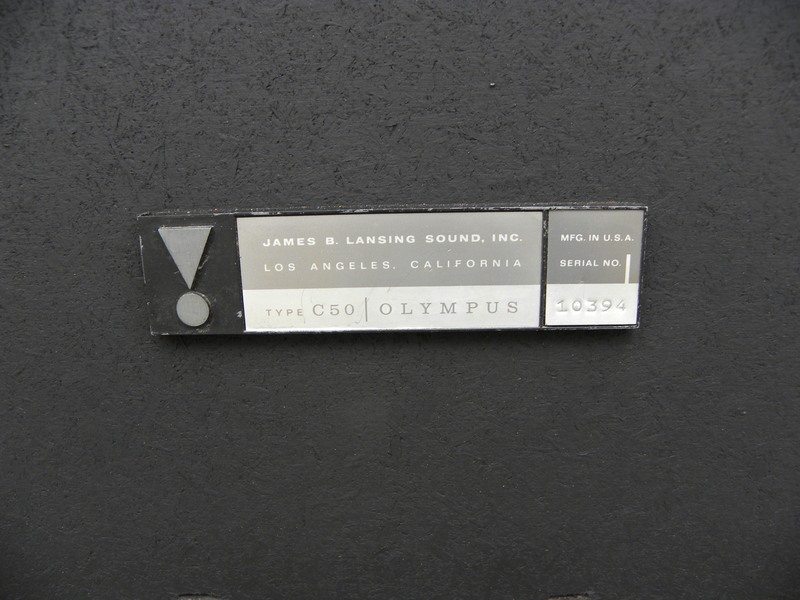 JAMES B. LANSING SOUND, INC.
LOS ANGELES, CALIFORNIA
TYPE C50 | OLYMPUS
MFG. IN U.S.A.
SERIAL NO.
10394